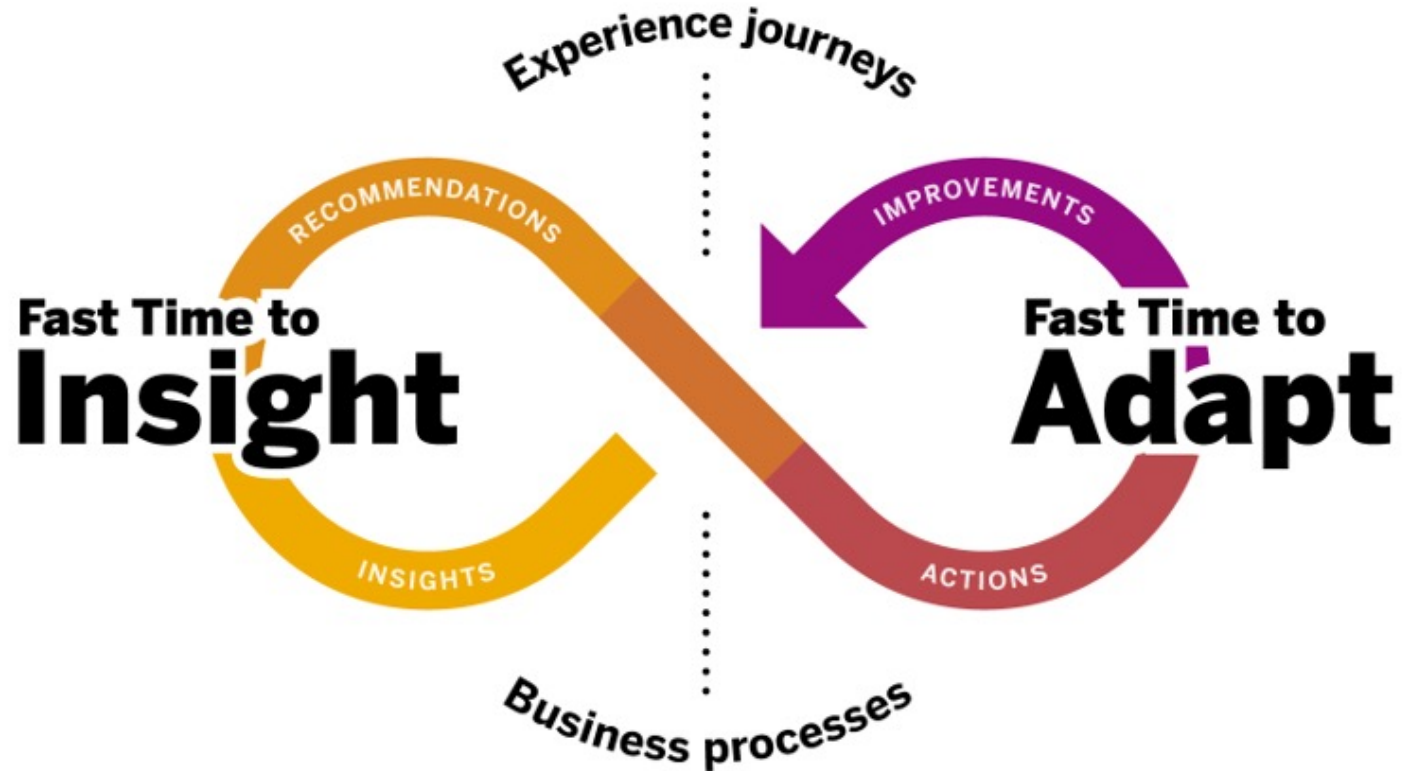 Experience journeys
RECOMMENDATIONS
IMPROVEMENTS
Fast Time to
Insight
Fast Time to
Adapt
INSIGHTS
ACTIONS
Business processes